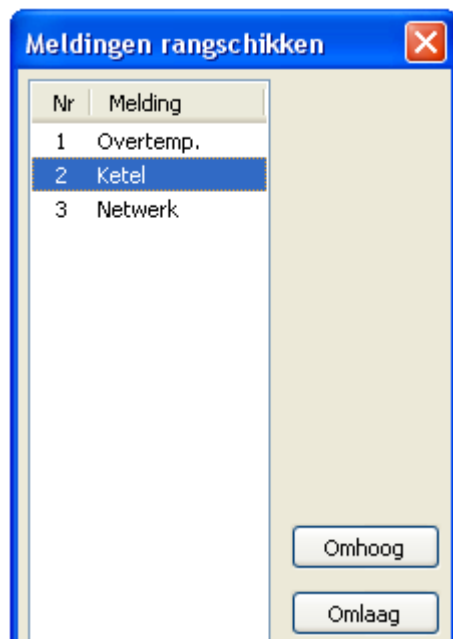 Meldingen rangschikken
Nr Melding
1 Overtemp.
2 Ketel
3 Netwerk
Omhoog
Omlaag